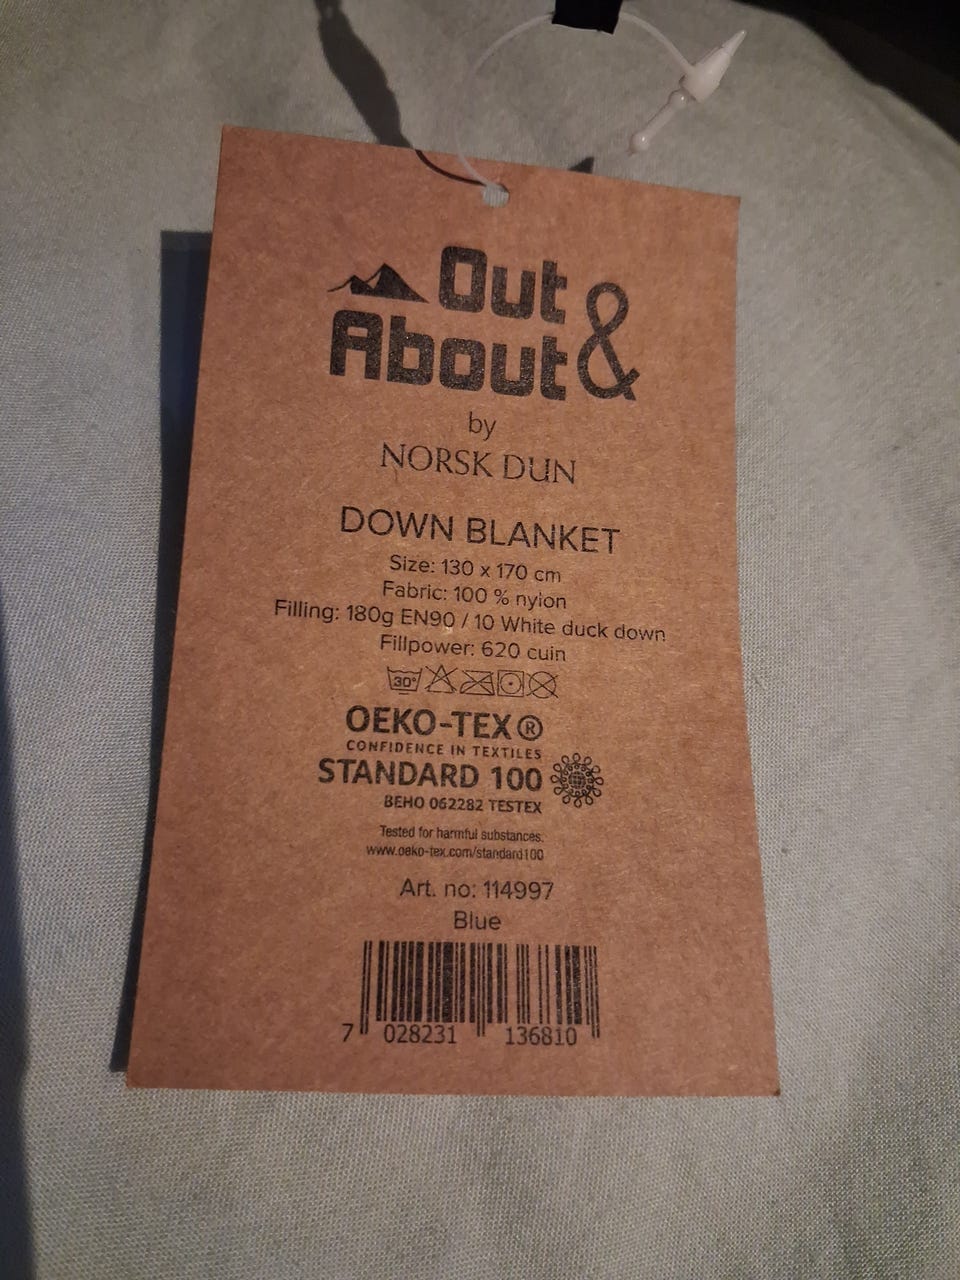 Out
About &
by
NORSK DUN
DOWN BLANKET
Size: 130 x 170 cm
Fabric: 100 % nylon
Filling: 180g EN90 / 10 White duck down
Fillpower: 620 cuin
30°
OEKO-TEX®
CONFIDENCE IN TEXTILES
STANDARD 100
BEHO 062282 TESTEX
Tested for harmful substances.
www.oeko-tex.com/standard100
Art. no: 114997
Blue
7 028231 136810